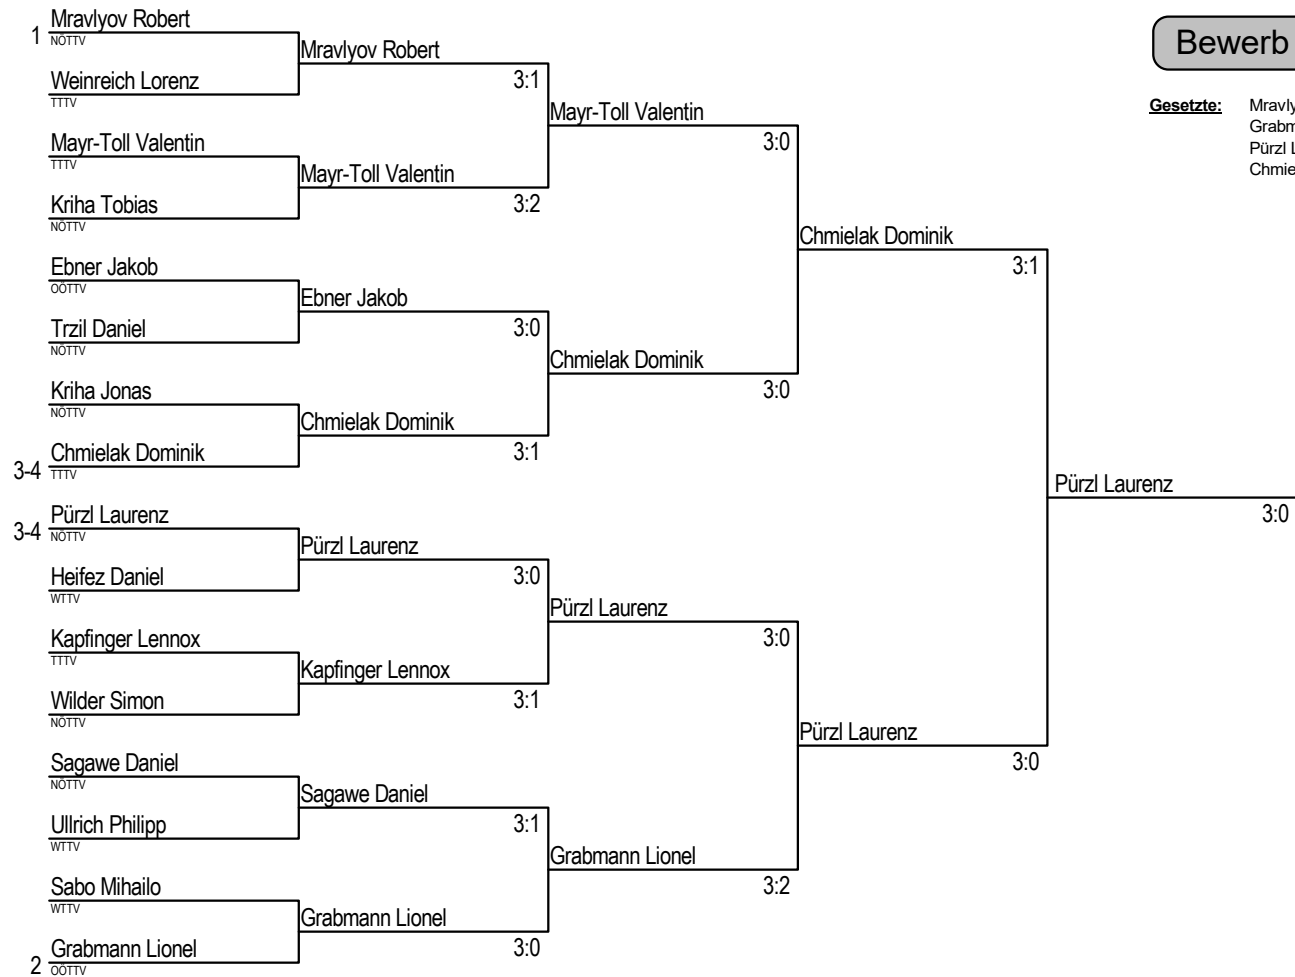 Bewerb
Gesetzte: Mravly
Grabm
Pürzl L
Chmie
1 Mravlyov Robert
NÖTTV
Weinreich Lorenz
TTTV
Mayr-Toll Valentin
TTTV
Kriha Tobias
NÖTTV
Ebner Jakob
OÖTTV
Trzil Daniel
NÖTTV
Kriha Jonas
NÖTTV
3-4 Chmielak Dominik
TTTV
3-4 Pürzl Laurenz
NÖTTV
Heifez Daniel
WTTV
Kapfinger Lennox
TTTV
Wilder Simon
NÖTTV
Sagawe Daniel
NÖTTV
Ullrich Philipp
WTTV
Sabo Mihailo
WTTV
2 Grabmann Lionel
OÖTTV
Mravlyov Robert
3:1
Mayr-Toll Valentin
3:2
Ebner Jakob
3:0
Chmielak Dominik
3:1
Pürzl Laurenz
3:0
Kapfinger Lennox
3:1
Sagawe Daniel
3:1
Grabmann Lionel
3:0
Mayr-Toll Valentin
3:0
Chmielak Dominik
3:0
Pürzl Laurenz
3:0
Grabmann Lionel
3:2
Chmielak Dominik
3:1
Pürzl Laurenz
3:0
Pürzl Laurenz
3:0